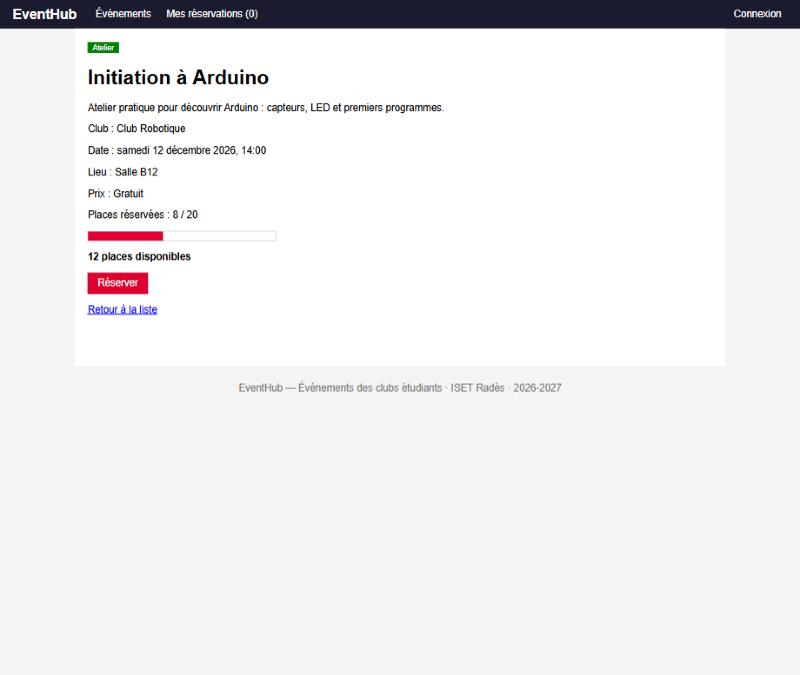 EventHub Évènements Mes réservations (0) Connexion
Atelier
Initiation à Arduino
Atelier pratique pour découvrir Arduino : capteurs, LED et premiers programmes.
Club : Club Robotique
Date : samedi 12 décembre 2026, 14:00
Lieu : Salle B12
Prix : Gratuit
Places réservées : 8 / 20
12 places disponibles
Réserver
Retour à la liste
EventHub — Événements des clubs étudiants · ISET Radès · 2026-2027